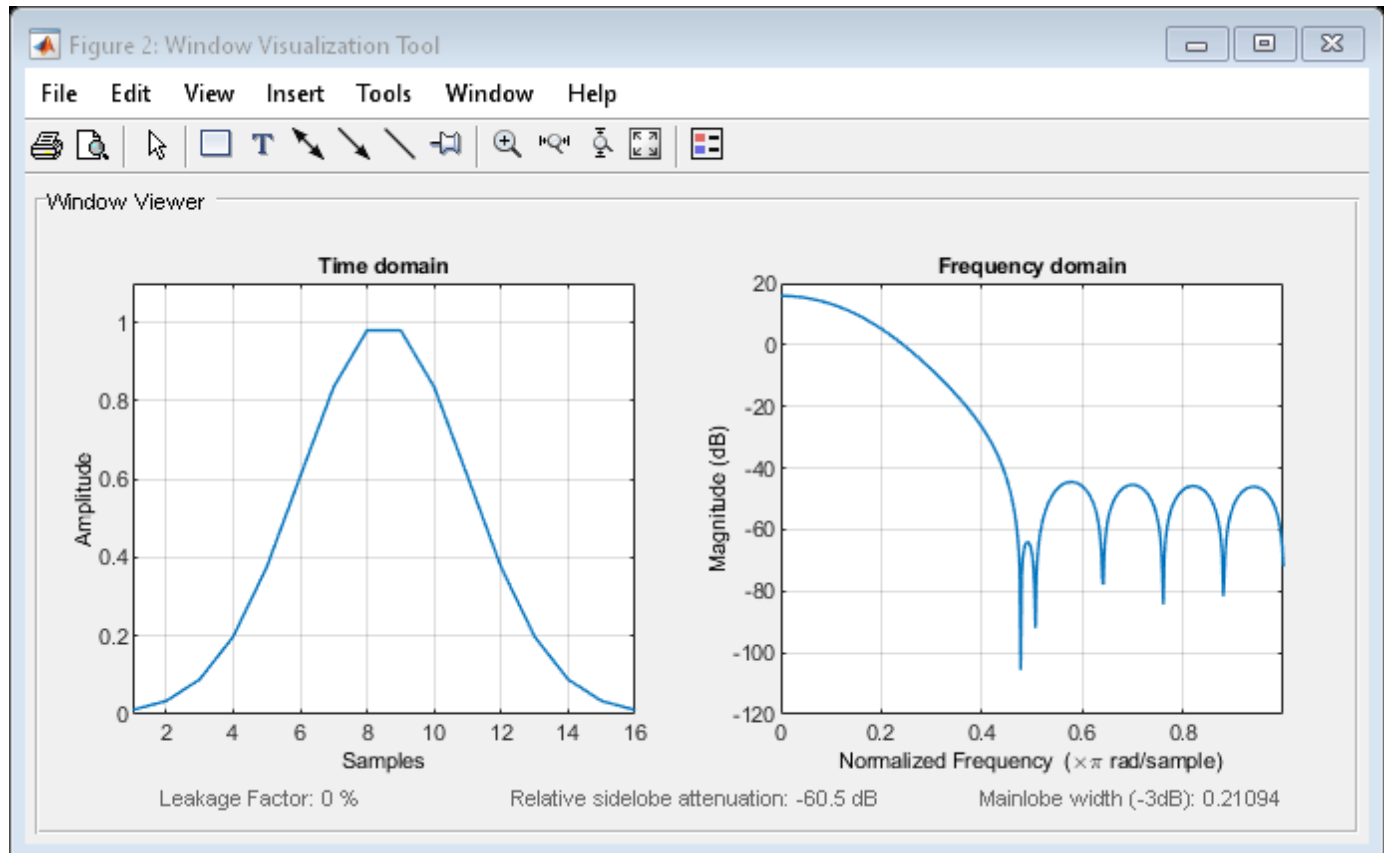 Figure 2: Window Visualization Tool
File Edit View Insert Tools Window Help
T
Window Viewer
Time domain
1
0.8
0.6
0.4
0.2
0
Amplitude
2 4 6 8 10 12 14 16
Samples
Frequency domain
20
0
-20
-40
-60
-80
-100
-120
Magnitude (dB)
0 0.2 0.4 0.6 0.8
Normalized Frequency (×π rad/sample)
Leakage Factor: 0 % Relative sidelobe attenuation: -60.5 dB Mainlobe width (-3dB): 0.21094